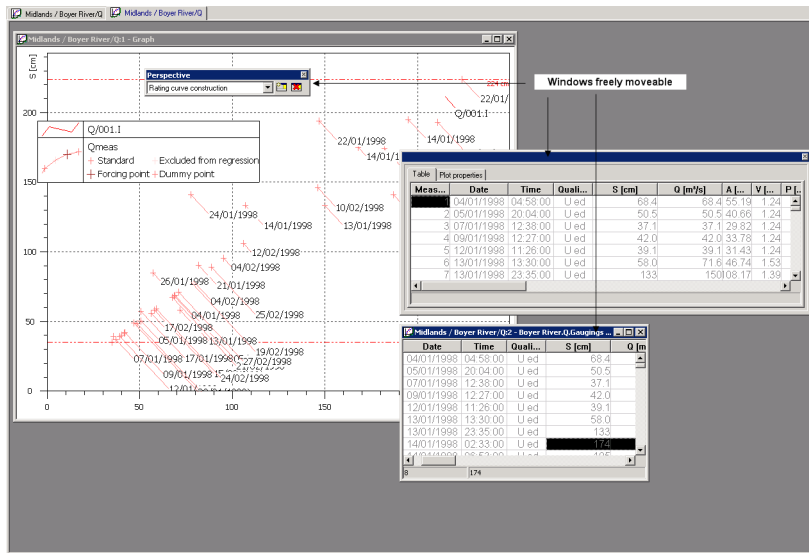 Midlands / Boyer River/Q
Midlands / Boyer River/Q
Midlands / Boyer River/Q:1 - Graph
S [cm]
Perspective
Rating curve construction
Windows freely moveable
224 cm
22/01/
Q/001.I
200
150
100
50
0
0
50
100
150
Q/001.I
Qmeas
Standard
Excluded from regression
Forcing point
Dummy point
22/01/1998
14/01/1998
14/01/1998
10/02/1998
13/01/1998
24/01/1998
14/01/1998
12/02/1998
04/02/1998
21/01/1998
26/01/1998
04/02/1998
25/02/1998
04/01/1998
17/02/1998
05/01/1998
13/01/1998
19/02/1998
07/01/1998
17/01/1998
27/02/1998
09/01/1998
24/02/1998
Table
Plot properties
Meas... Date Time Quali... S [cm] Q [m³/s] A [... V [... P [..
1 04/01/1998 04:58:00 U ed 68.4 68.4 55.19 1.24
2 05/01/1998 20:04:00 U ed 50.5 50.5 40.66 1.24
3 07/01/1998 12:38:00 U ed 37.1 37.1 29.82 1.24
4 09/01/1998 12:27:00 U ed 42.0 42.0 33.78 1.24
5 12/01/1998 11:26:00 U ed 39.1 39.1 31.43 1.24
6 13/01/1998 13:30:00 U ed 58.0 71.6 46.74 1.53
7 13/01/1998 23:35:00 U ed 133 150 108.17 1.39
Midlands / Boyer River/Q:2 - Boyer River.Q.Gaugings ...
Date Time Quali... S [cm] Q [m
04/01/1998 04:58:00 U ed 68.4
05/01/1998 20:04:00 U ed 50.5
07/01/1998 12:38:00 U ed 37.1
09/01/1998 12:27:00 U ed 42.0
12/01/1998 11:26:00 U ed 39.1
13/01/1998 13:30:00 U ed 58.0
13/01/1998 23:35:00 U ed 133
14/01/1998 02:33:00 U ed 174
8
174